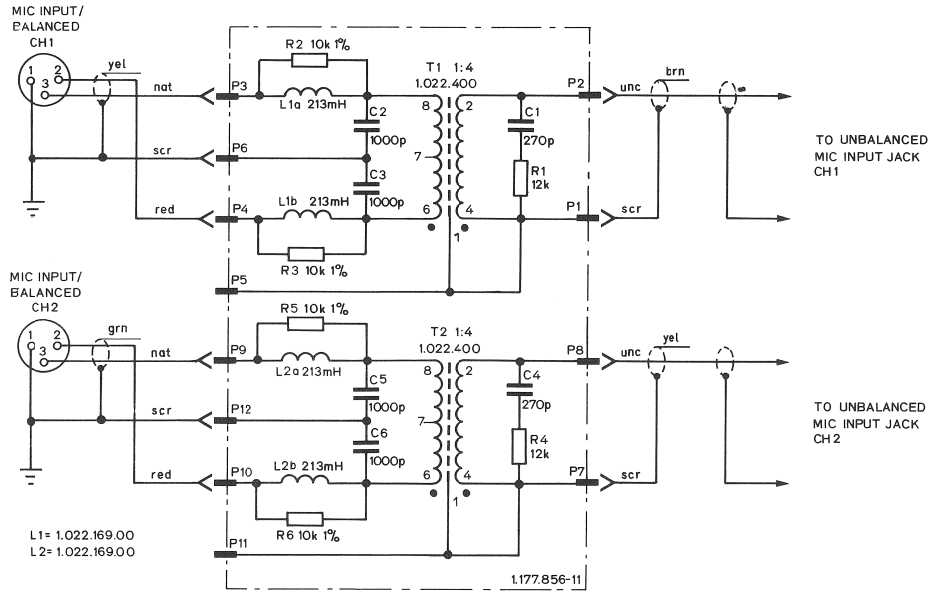 MIC INPUT/
BALANCED
CH1
1
2
3
yel
nat
scr
red
P3
P6
P4
P5
R2 10k 1%
L1a 213mH
C2
1000p
C3
1000p
L1b 213mH
R3 10k 1%
T1 1:4
1.022.400
8
7
6
2
4
1
C1
270p
R1
12k
P2
P1
unc
scr
brn
TO UNBALANCED
MIC INPUT JACK
CH1
MIC INPUT/
BALANCED
CH2
1
2
3
grn
nat
scr
red
P9
P12
P10
P11
R5 10k 1%
L2a 213mH
C5
1000p
C6
1000p
L2b 213mH
R6 10k 1%
T2 1:4
1.022.400
8
7
6
2
4
1
C4
270p
R4
12k
P8
P7
unc
scr
yel
TO UNBALANCED
MIC INPUT JACK
CH2
L1= 1.022.169.00
L2= 1.022.169.00
1.177.856-11